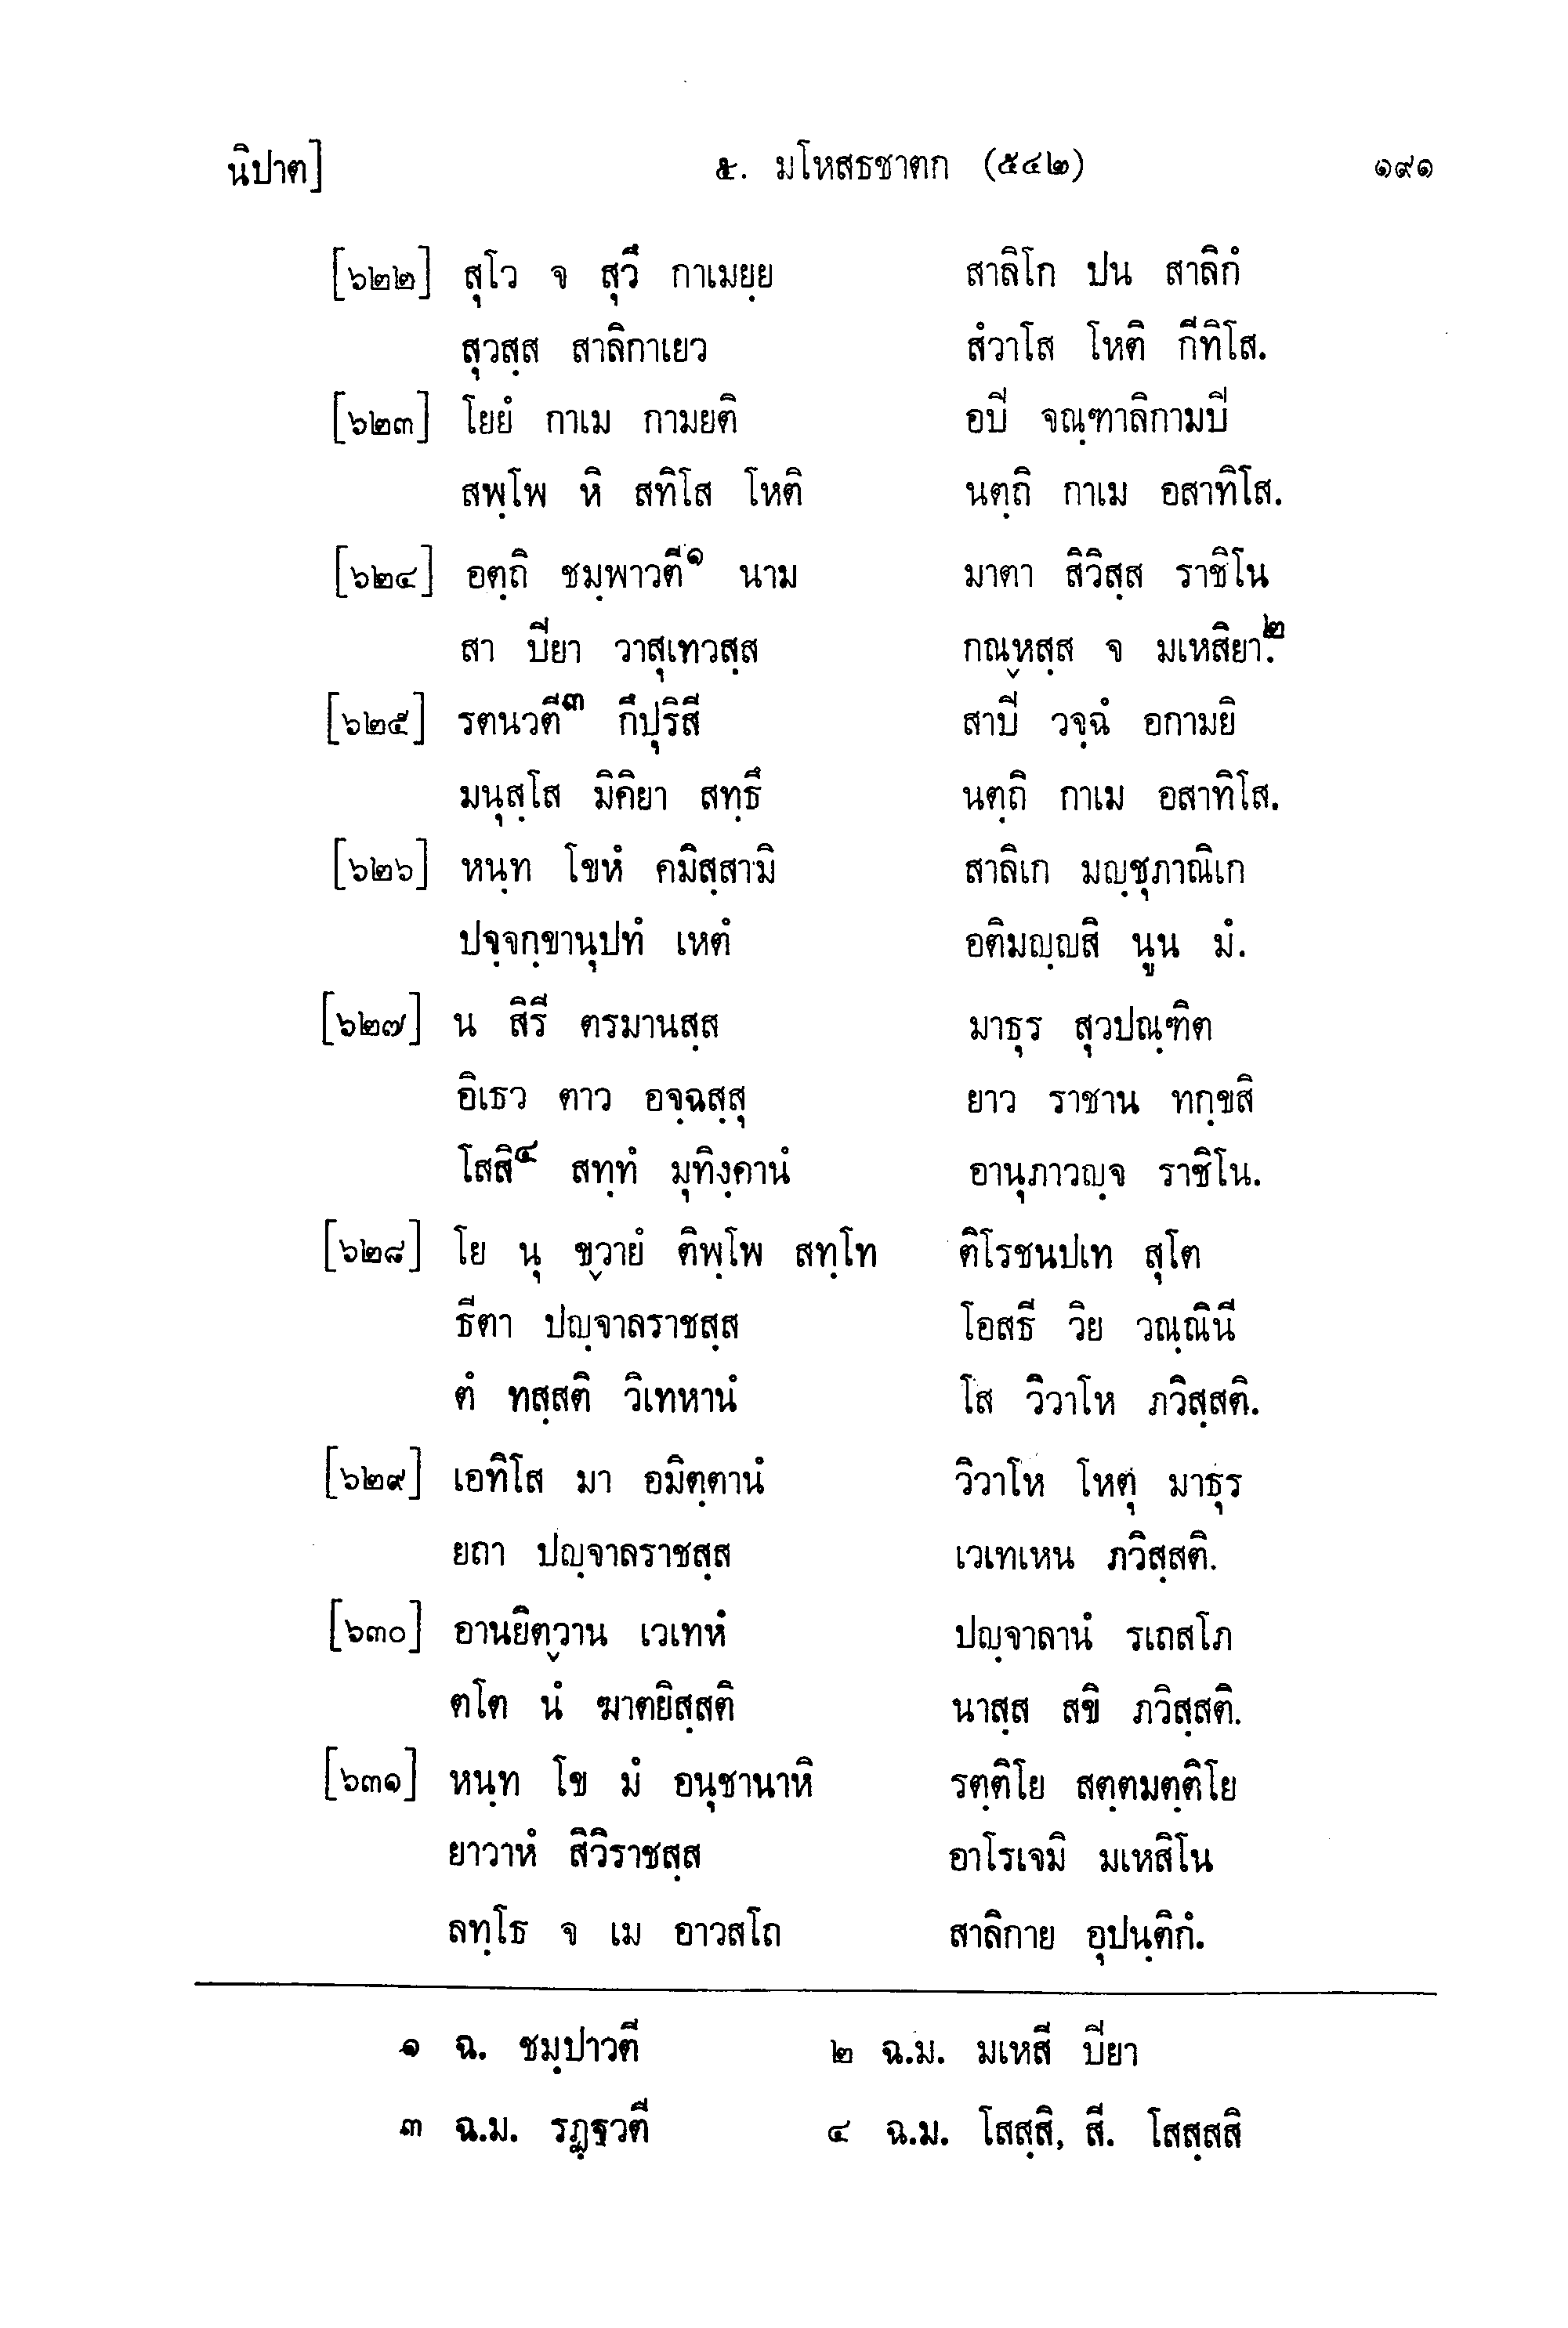 นิปาต] ๕. มโหสธชาตก (๕๔๒) ๑๙๑
[๖๒๒] สุโว จ สุวึ กาเมยฺย สาลิโก ปน สาลิกํ
สุวสฺส สาลิกาเยว สํวาโส โหติ กีทิโส.
[๖๒๓] โยยํ กาเม กามยติ อปี จณฺฑาลิกามปี
สพฺโพ หิ สทิโส โหติ นตฺถิ กาเม อสาทิโส.
[๖๒๔] อตฺถิ ชมฺพาวตี๑ นาม มาตา สิวิสฺส ราชิโน
สา ปียา วาสุเทวสฺส กณฺหสฺส จ มเหสิยา.๒
[๖๒๕] รตนวตี๓ กึปุริสี สาปี วจฺฉํ อกามยิ
มนุสฺโส มิคิยา สทฺธึ นตฺถิ กาเม อสาทิโส.
[๖๒๖] หนฺท โขหํ คมิสฺสามิ สาลิเก มญฺชุภาณิเก
ปจฺจกฺขานุปทํ เหตํ อติมญฺญสิ นูน มํ.
[๖๒๗] น สิรี ตรมานสฺส มาธุร สุวปณฺฑิต
อิเธว ตาว อจฺฉสฺสุ ยาว ราชาน ทกฺขสิ
โสสิ๔ สทฺทํ มุทิงฺคานํ อานุภาวญฺจ ราชิโน.
[๖๒๘] โย นุ ขฺวายํ ติพฺโพ สทฺโท ติโรชนปเท สุโต
ธีตา ปญฺจาลราชสฺส โอสธี วิย วณฺณินี
ตํ ทสฺสติ วิเทหานํ โส วิวาโห ภวิสฺสติ.
[๖๒๙] เอทิโส มา อมิตฺตานํ วิวาโห โหตุ มาธุร
ยถา ปญฺจาลราชสฺส เวเทเหน ภวิสฺสติ.
[๖๓๐] อานยิตฺวาน เวเทหํ ปญฺจาลานํ รเถสโภ
ตโต นํ ฆาตยิสฺสติ นาสฺส สขิ ภวิสฺสติ.
[๖๓๑] หนฺท โข มํ อนุชานาหิ รตฺติโย สตฺตมตฺติโย
ยาวาหํ สิวิราชสฺส อาโรเจมิ มเหสิโน
ลทฺโธ จ เม อาวสโถ สาลิกาย อุปนฺติกํ.
๑ ฉ. ชมฺปาวตี ๒ ฉ.ม. มเหสี ปียา
๓ ฉ.ม. รฏฺฐวตี ๔ ฉ.ม. โสสฺสิ, สี. โสสฺสสิ